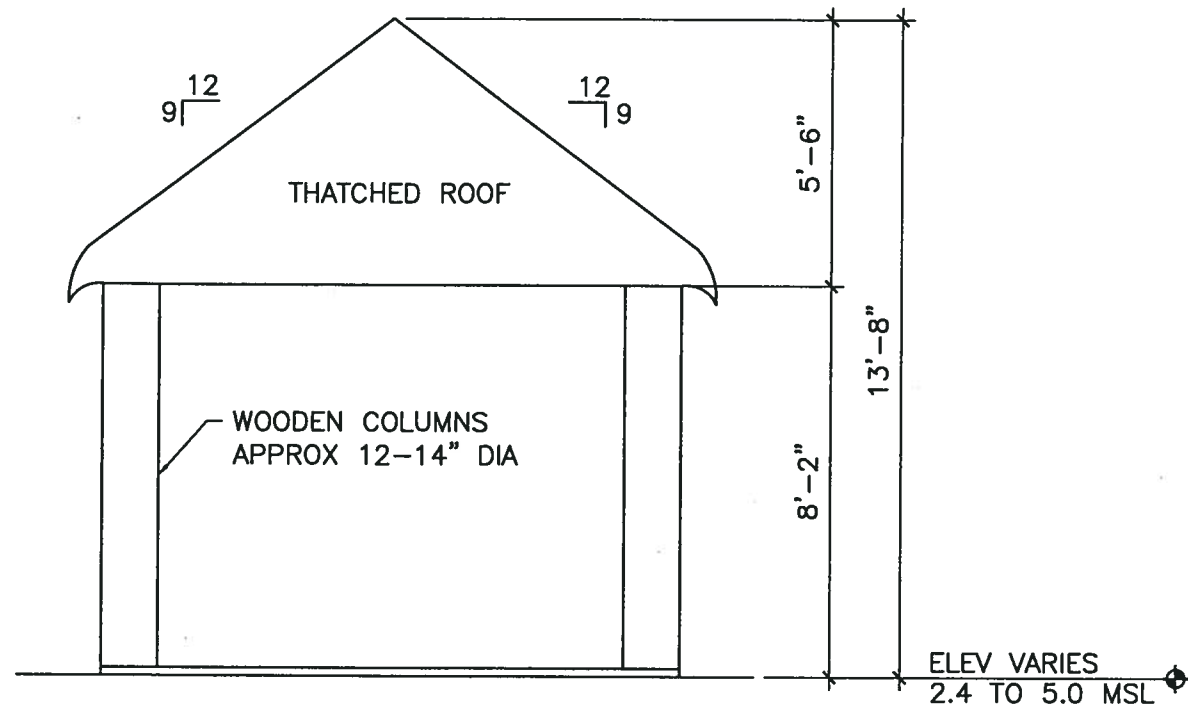 12
9
12
9
THATCHED ROOF
5'-6"
13'-8"
WOODEN COLUMNS
APPROX 12-14" DIA
8'-2"
ELEV VARIES
2.4 TO 5.0 MSL